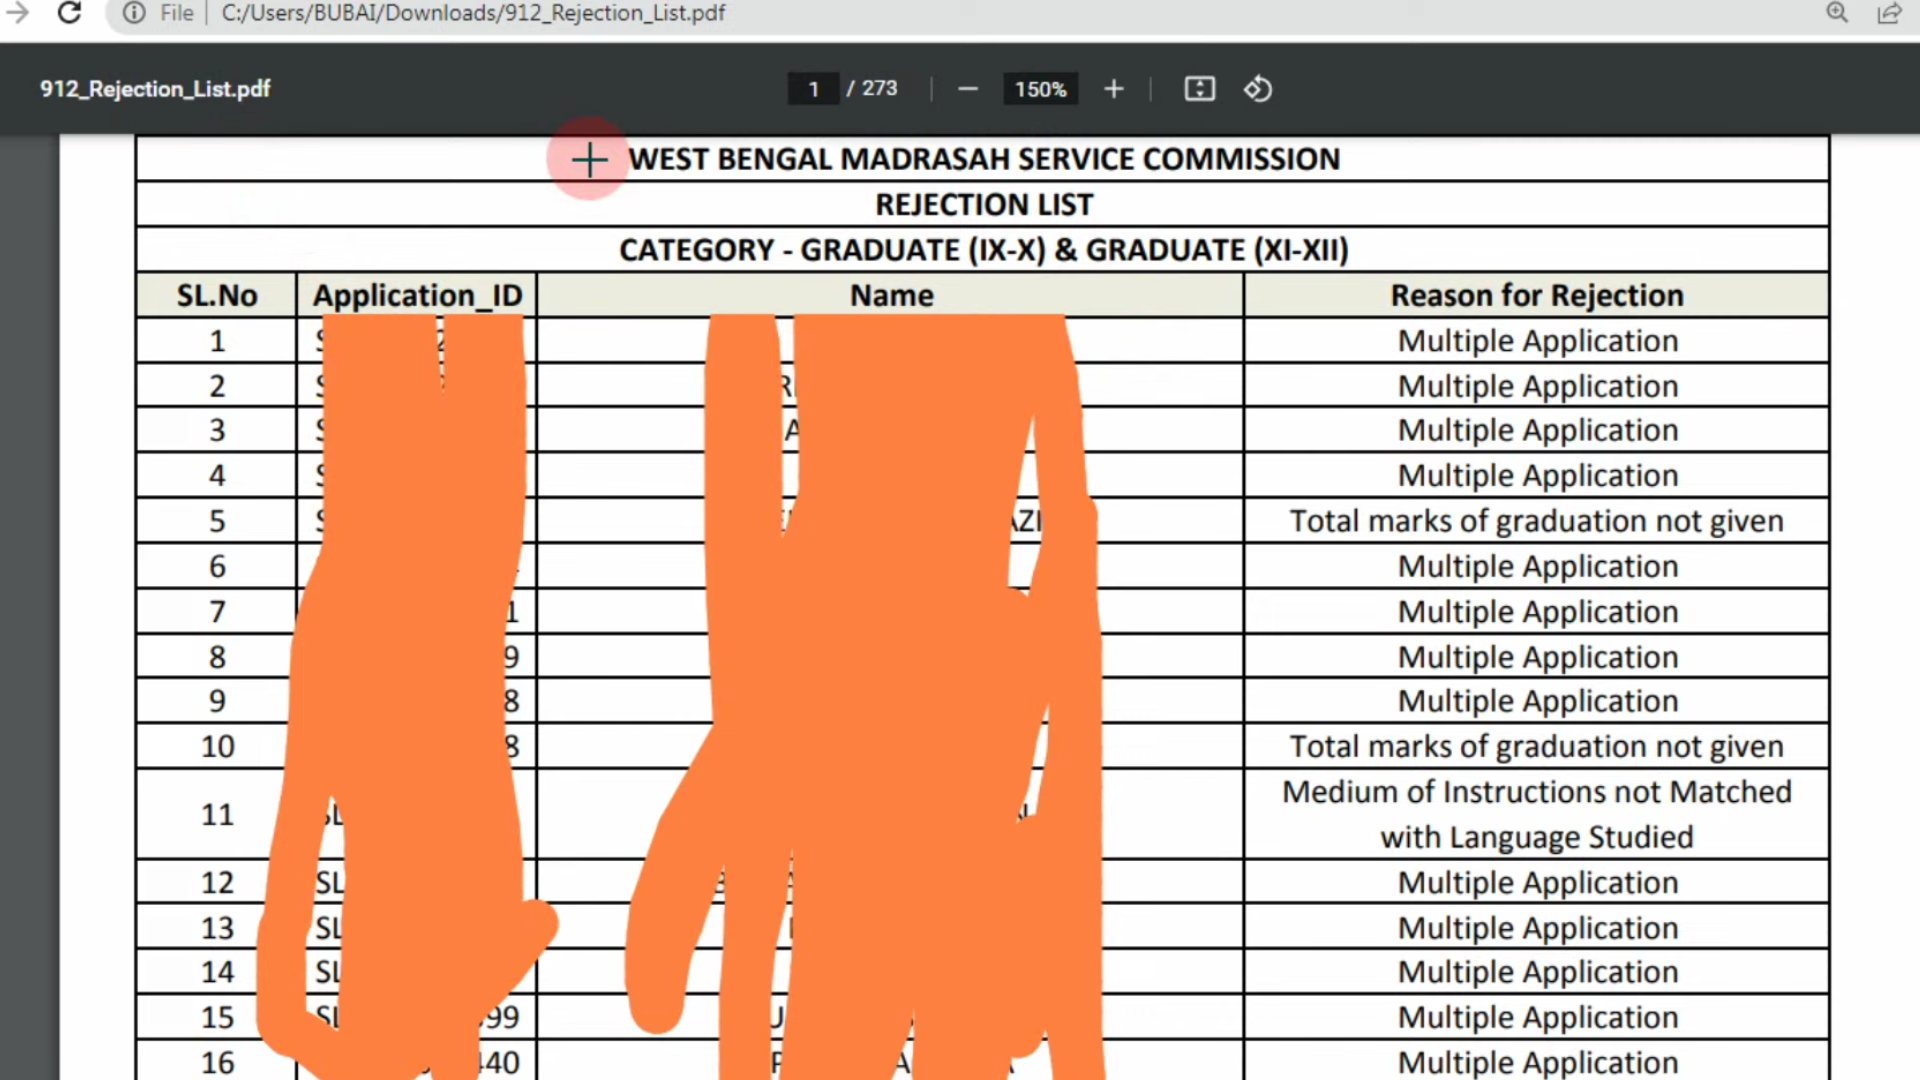 File C:/Users/BUBAI/Downloads/912_Rejection_List.pdf
912_Rejection_List.pdf 1 / 273 150%
WEST BENGAL MADRASAH SERVICE COMMISSION
REJECTION LIST
CATEGORY - GRADUATE (IX-X) & GRADUATE (XI-XII)
SL.No Application_ID Name Reason for Rejection
1 Multiple Application
2 Multiple Application
3 Multiple Application
4 Multiple Application
5 Total marks of graduation not given
6 Multiple Application
7 Multiple Application
8 Multiple Application
9 Multiple Application
10 Total marks of graduation not given
11 Medium of Instructions not Matched
with Language Studied
12 Multiple Application
13 Multiple Application
14 Multiple Application
15 Multiple Application
16 Multiple Application